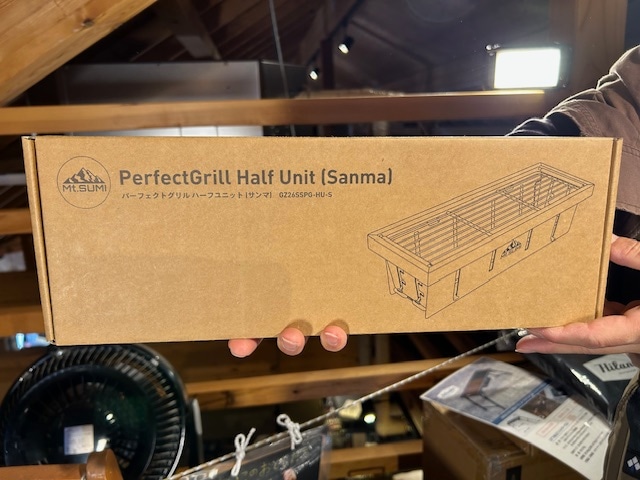 Mt.SUMI
PerfectGrill Half Unit (Sanma)
パーフェクトグリル ハーフユニット (サンマ) GZ26SSPG-HU-S